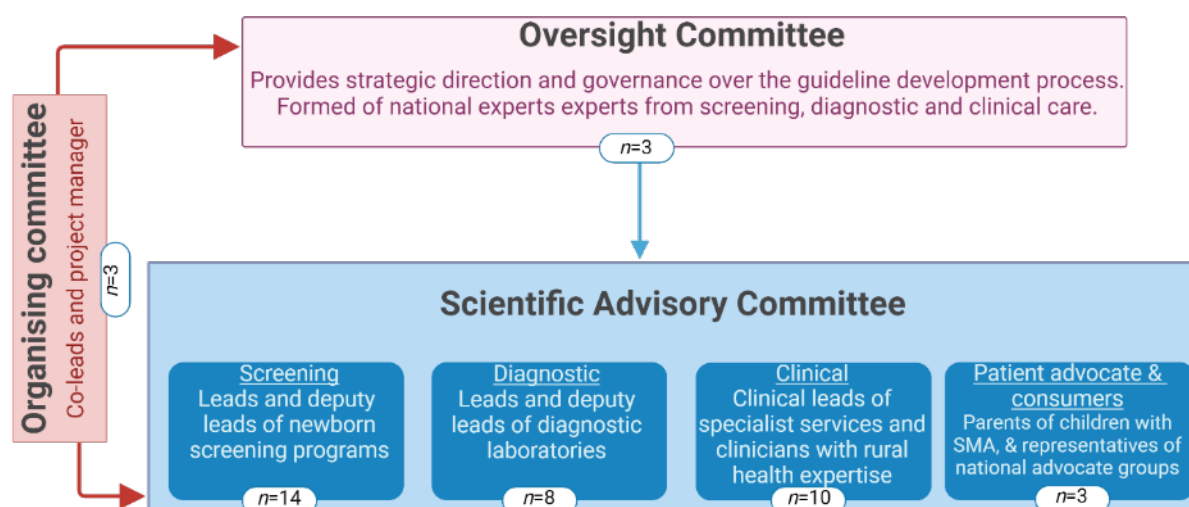 Oversight Committee
Provides strategic direction and governance over the guideline development process.
Formed of national experts experts from screening, diagnostic and clinical care.
n=3
Organising committee
Co-leads and project manager
n=3
Scientific Advisory Committee
Screening
Leads and deputy
leads of newborn
screening programs
n=14
Diagnostic
Leads and deputy
leads of diagnostic
laboratories
n=8
Clinical
Clinical leads of
specialist services and
clinicians with rural
health expertise
n=10
Patient advocate &
consumers
Parents of children with
SMA, & representatives of
national advocate groups
n=3